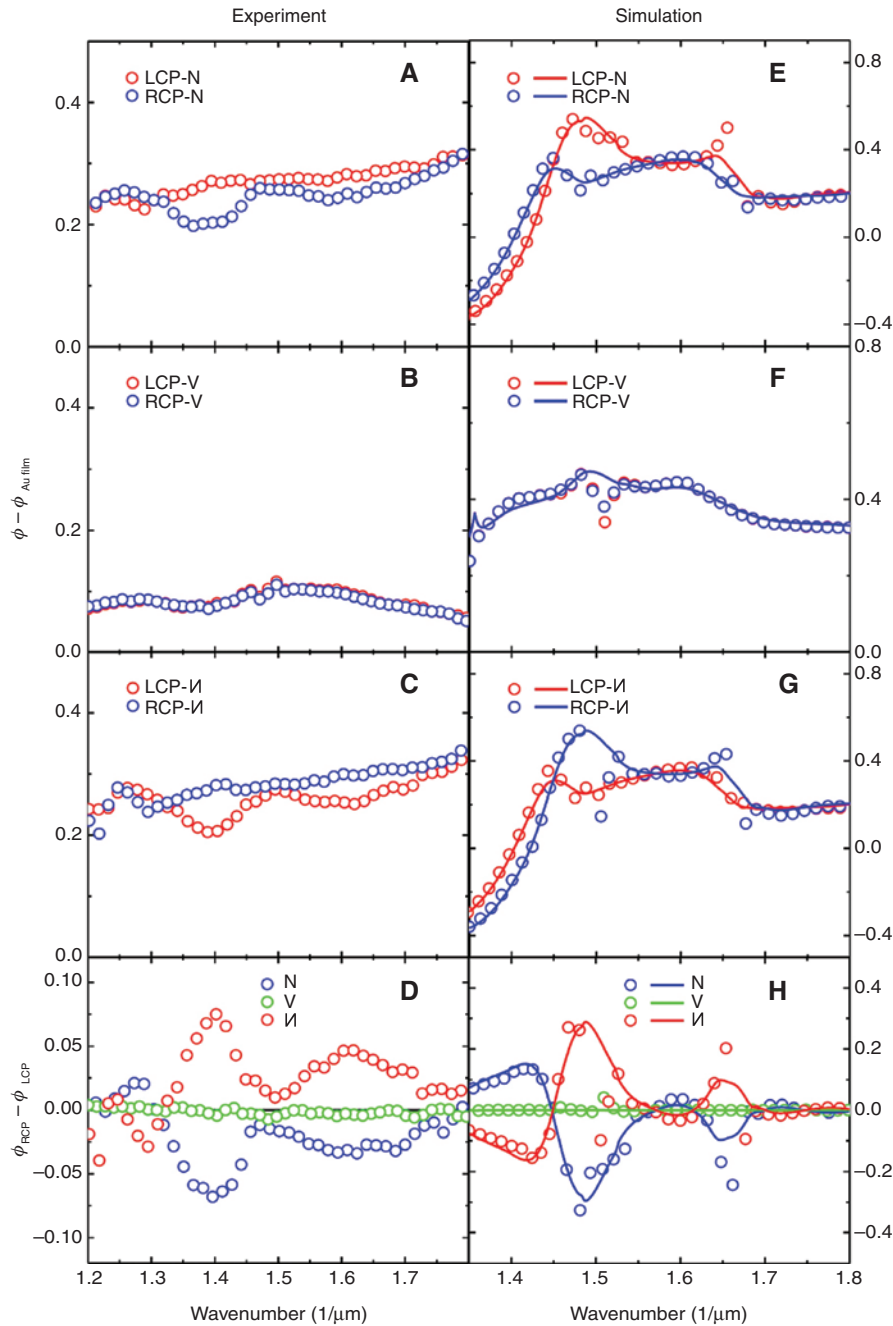 Experiment
Simulation
A
LCP-N
RCP-N
0.4
0.2
0.0
E
LCP-N
RCP-N
0.8
0.4
0.0
−0.4
0.8
B
LCP-V
RCP-V
0.4
0.2
0.0
F
LCP-V
RCP-V
0.4
0.0
ϕ − ϕ Au film
C
LCP-И
RCP-И
0.4
0.2
0.0
G
LCP-И
RCP-И
0.8
0.4
0.0
−0.4
D
N
V
И
0.10
0.05
0.00
−0.05
−0.10
ϕ RCP − ϕ LCP
H
N
V
И
0.4
0.2
0.0
−0.2
−0.4
1.2 1.3 1.4 1.5 1.6 1.7
1.4 1.5 1.6 1.7 1.8
Wavenumber (1/μm)
Wavenumber (1/μm)